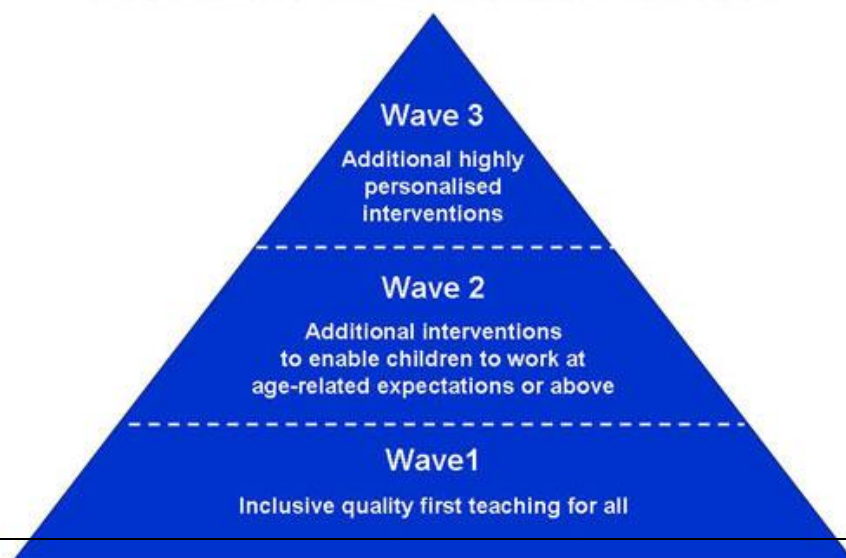 Wave 3
Additional highly
personalised
interventions
Wave 2
Additional interventions
to enable children to work at
age-related expectations or above
Wave1
Inclusive quality first teaching for all